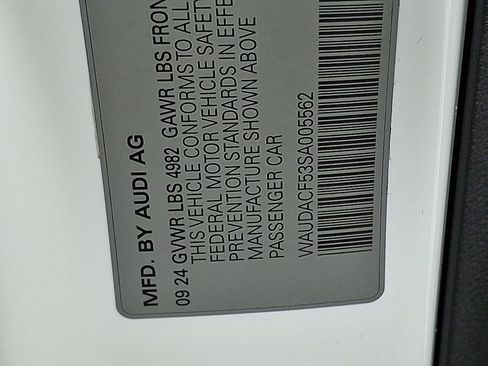 MFD. BY AUDI AG
09 24 GVWR LBS 4982 GAWR LBS FRON
THIS VEHICLE CONFORMS TO ALL
FEDERAL MOTOR VEHICLE SAFETY
PREVENTION STANDARDS IN EFFE
MANUFACTURE SHOWN ABOVE
PASSENGER CAR
WAUDACF53SA005562